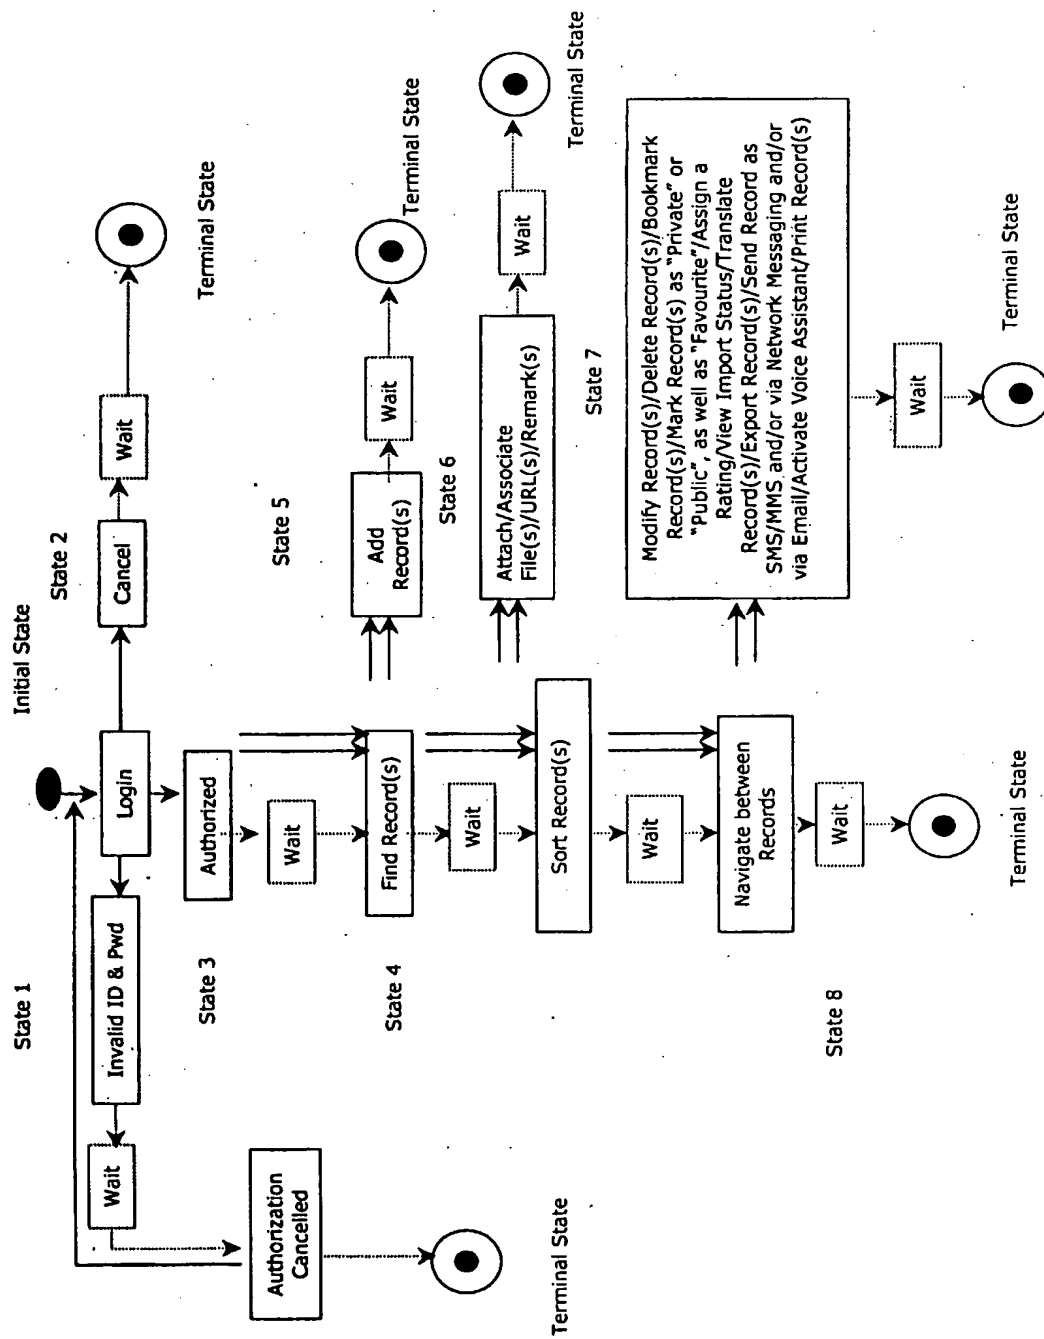 Initial State
State 1
State 2
Login
Cancel
Wait
Terminal State
Invalid ID & Pwd
Wait
Authorization
Cancelled
Terminal State
State 3
Authorized
Wait
State 4
Find Record(s)
Wait
Sort Record(s)
Wait
Navigate between
Records
State 8
Wait
Terminal State
State 5
Add
Record(s)
Wait
Terminal State
State 6
Attach/Associate
File(s)/URL(s)/Remark(s)
Wait
Terminal State
State 7
Modify Record(s)/Delete Record(s)/Bookmark
Record(s)/Mark Record(s) as "Private" or
"Public", as well as "Favourite"/Assign a
Rating/View Import Status/Translate
Record(s)/Export Record(s)/Send Record as
SMS/MMS and/or via Network Messaging and/or
via Email/Activate Voice Assistant/Print Record(s)
Wait
Terminal State